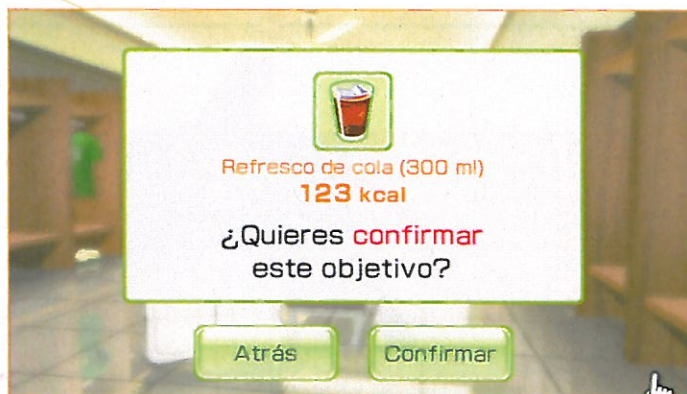 Refresco de cola (300 ml)
123 kcal
¿Quieres confirmar
este objetivo?
Atrás
Confirmar